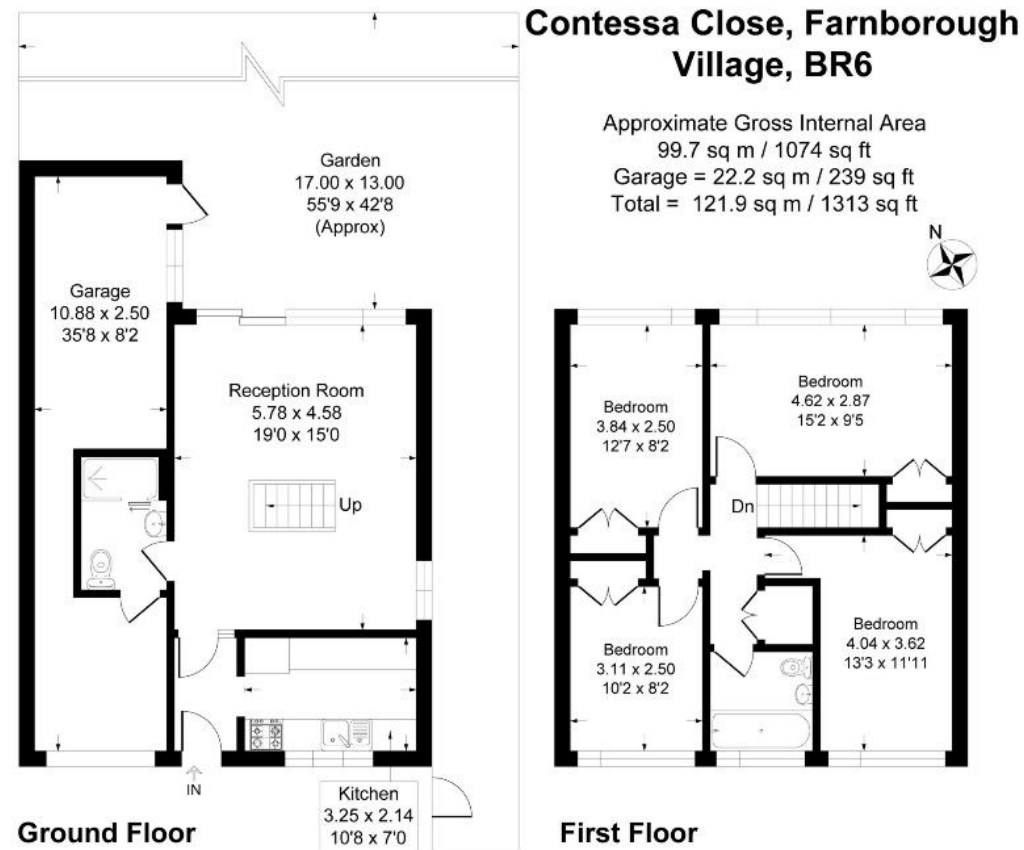 Contessa Close, Farnborough
Village, BR6
Approximate Gross Internal Area
99.7 sq m / 1074 sq ft
Garage = 22.2 sq m / 239 sq ft
Total = 121.9 sq m / 1313 sq ft
N
Garden
17.00 x 13.00
55'9 x 42'8
(Approx)
Garage
10.88 x 2.50
35'8 x 8'2
Reception Room
5.78 x 4.58
19'0 x 15'0
Up
IN
Kitchen
3.25 x 2.14
10'8 x 7'0
Ground Floor
Bedroom
3.84 x 2.50
12'7 x 8'2
Bedroom
4.62 x 2.87
15'2 x 9'5
Dn
Bedroom
3.11 x 2.50
10'2 x 8'2
Bedroom
4.04 x 3.62
13'3 x 11'11
First Floor